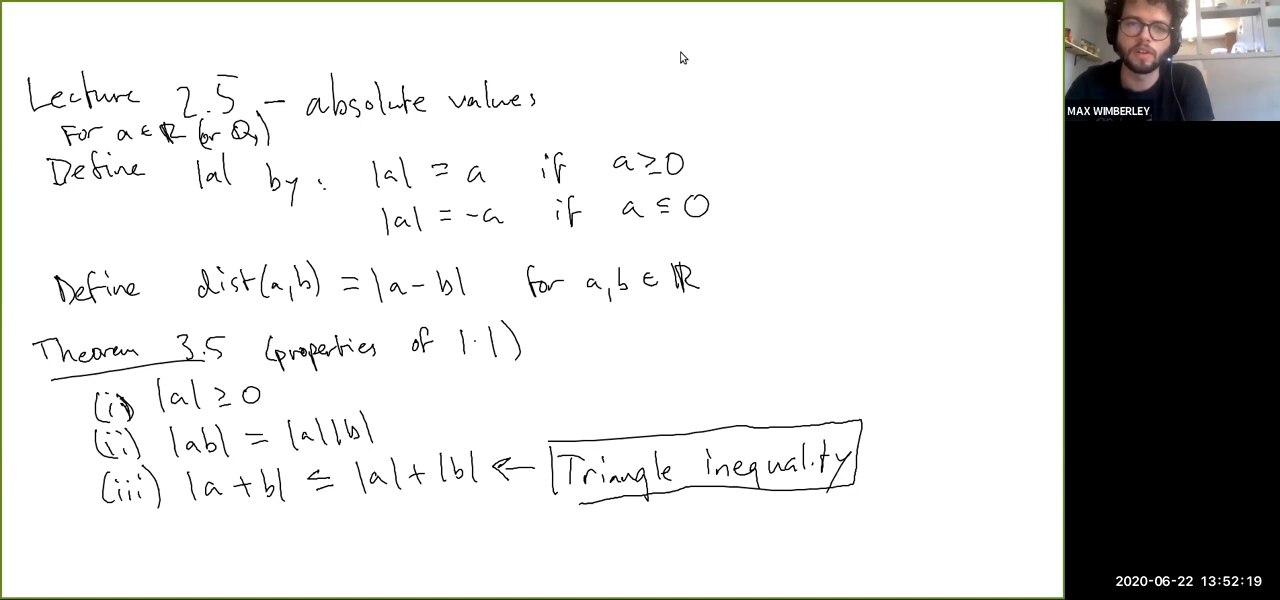 Lecture 2.5 - absolute values
For a ∈ ℝ (or ℚ)
Define |a| by: |a| = a if a ≥ 0
|a| = -a if a ≤ 0
Define dist(a,b) = |a - b| for a, b ∈ ℝ
Theorem 3.5 (properties of |·|)
(i) |a| ≥ 0
(ii) |ab| = |a||b|
(iii) |a + b| ≤ |a| + |b| ← Triangle inequality
MAX WIMBERLEY
2020-06-22 13:52:19